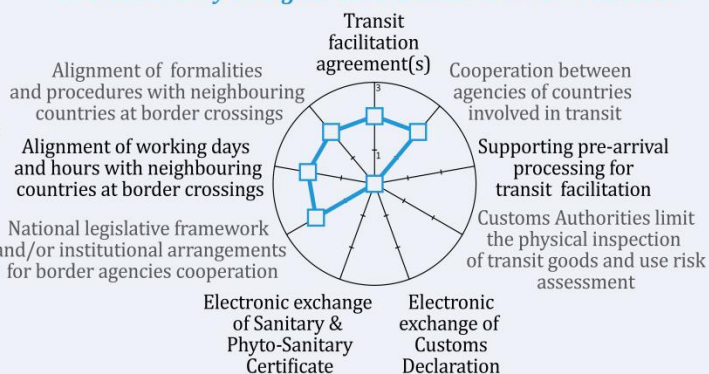 Transit
facilitation
agreement(s)
Alignment of formalities
and procedures with neighbouring
countries at border crossings
Cooperation between
agencies of countries
involved in transit
3
1
Alignment of working days
and hours with neighbouring
countries at border crossings
Supporting pre-arrival
processing for
transit facilitation
National legislative framework
and/or institutional arrangements
for border agencies cooperation
Customs Authorities limit
the physical inspection
of transit goods and use risk
assessment
Electronic exchange
of Sanitary &
Phyto-Sanitary
Certificate
Electronic
exchange of
Customs
Declaration